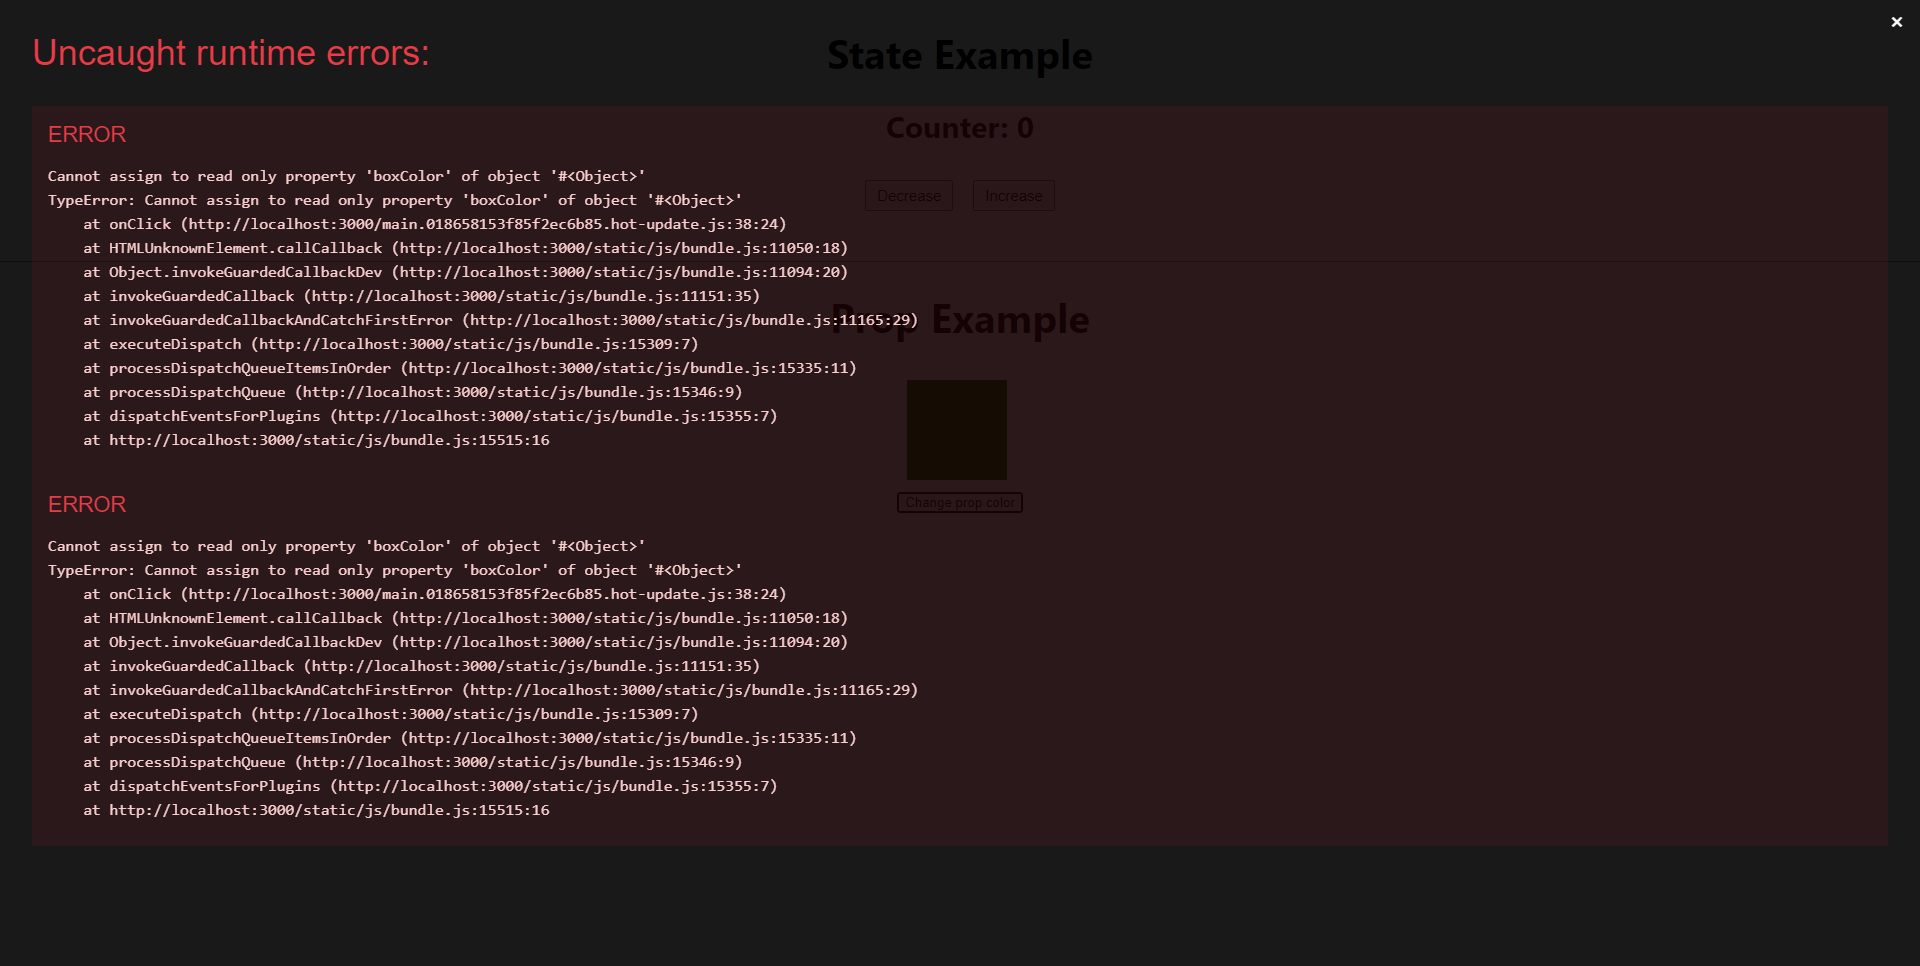 ×
Uncaught runtime errors:
State Example
ERROR
Counter: 0
Cannot assign to read only property 'boxColor' of object '#<Object>'
TypeError: Cannot assign to read only property 'boxColor' of object '#<Object>'
Decrease Increase
at onClick (http://localhost:3000/main.018658153f85f2ec6b85.hot-update.js:38:24)
at HTMLUnknownElement.callCallback (http://localhost:3000/static/js/bundle.js:11050:18)
at Object.invokeGuardedCallbackDev (http://localhost:3000/static/js/bundle.js:11094:20)
at invokeGuardedCallback (http://localhost:3000/static/js/bundle.js:11151:35)
at invokeGuardedCallbackAndCatchFirstError (http://localhost:3000/static/js/bundle.js:11165:29)
Prop Example
at executeDispatch (http://localhost:3000/static/js/bundle.js:15309:7)
at processDispatchQueueItemsInOrder (http://localhost:3000/static/js/bundle.js:15335:11)
at processDispatchQueue (http://localhost:3000/static/js/bundle.js:15346:9)
at dispatchEventsForPlugins (http://localhost:3000/static/js/bundle.js:15355:7)
at http://localhost:3000/static/js/bundle.js:15515:16
ERROR
Change prop color
Cannot assign to read only property 'boxColor' of object '#<Object>'
TypeError: Cannot assign to read only property 'boxColor' of object '#<Object>'
at onClick (http://localhost:3000/main.018658153f85f2ec6b85.hot-update.js:38:24)
at HTMLUnknownElement.callCallback (http://localhost:3000/static/js/bundle.js:11050:18)
at Object.invokeGuardedCallbackDev (http://localhost:3000/static/js/bundle.js:11094:20)
at invokeGuardedCallback (http://localhost:3000/static/js/bundle.js:11151:35)
at invokeGuardedCallbackAndCatchFirstError (http://localhost:3000/static/js/bundle.js:11165:29)
at executeDispatch (http://localhost:3000/static/js/bundle.js:15309:7)
at processDispatchQueueItemsInOrder (http://localhost:3000/static/js/bundle.js:15335:11)
at processDispatchQueue (http://localhost:3000/static/js/bundle.js:15346:9)
at dispatchEventsForPlugins (http://localhost:3000/static/js/bundle.js:15355:7)
at http://localhost:3000/static/js/bundle.js:15515:16